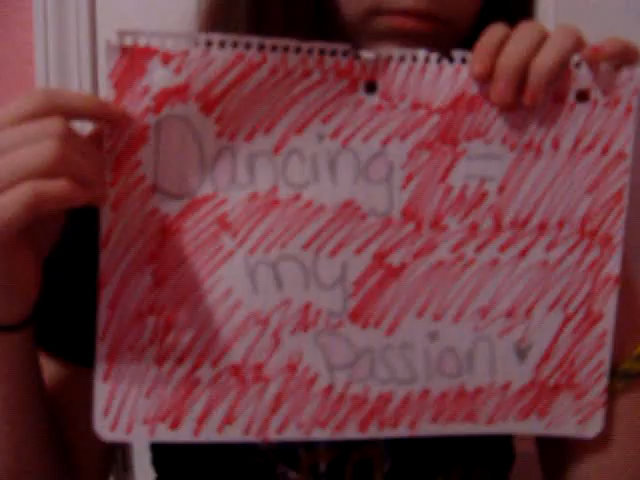 Dancing =
my
Passion ♥